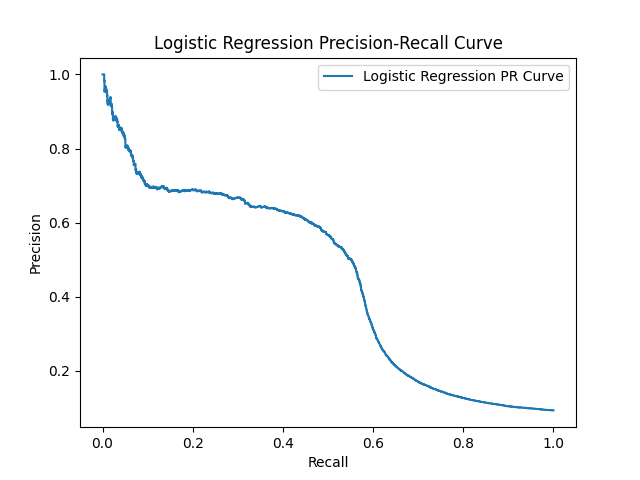 Logistic Regression Precision-Recall Curve
Logistic Regression PR Curve
1.0
0.8
0.6
0.4
0.2
Precision
0.0 0.2 0.4 0.6 0.8 1.0
Recall